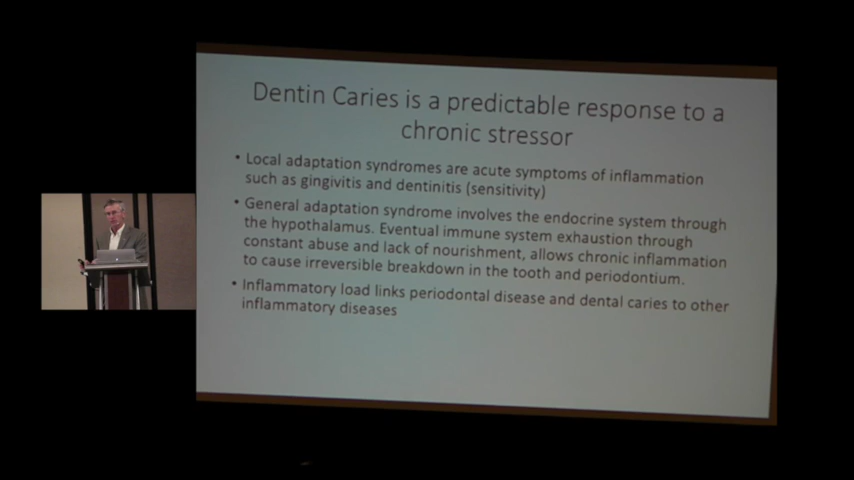 Dentin Caries is a predictable response to a
chronic stressor
• Local adaptation syndromes are acute symptoms of inflammation
such as gingivitis and dentinitis (sensitivity)
• General adaptation syndrome involves the endocrine system through
the hypothalamus. Eventual immune system exhaustion through
constant abuse and lack of nourishment, allows chronic inflammation
to cause irreversible breakdown in the tooth and periodontium.
• Inflammatory load links periodontal disease and dental caries to other
inflammatory diseases